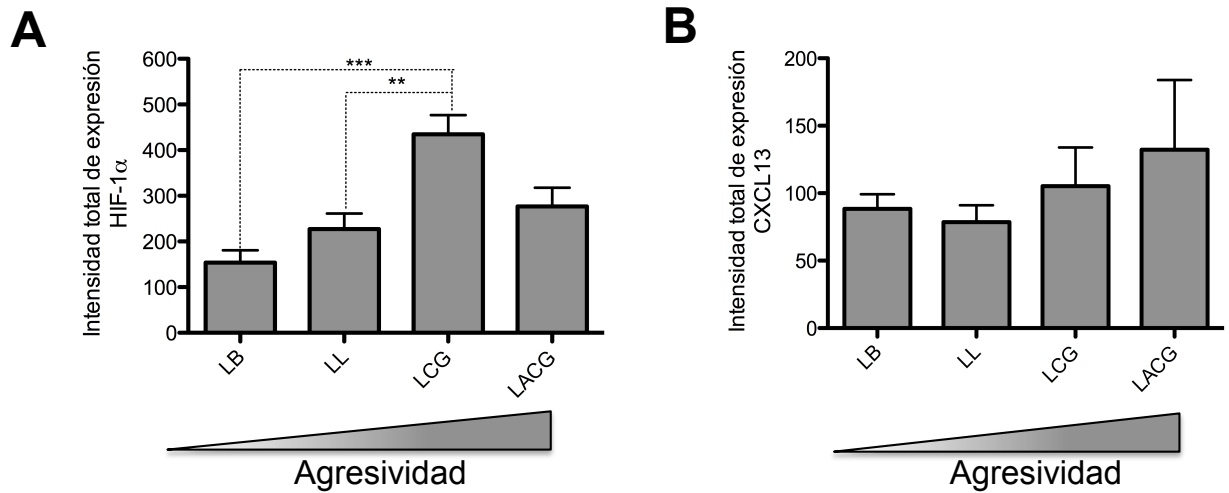 A
Intensidad total de expresión
HIF-1α
600
500
400
300
200
100
0
***
**
LB
LL
LCG
LACG
Agresividad
B
Intensidad total de expresión
CXCL13
200
150
100
50
0
LB
LL
LCG
LACG
Agresividad